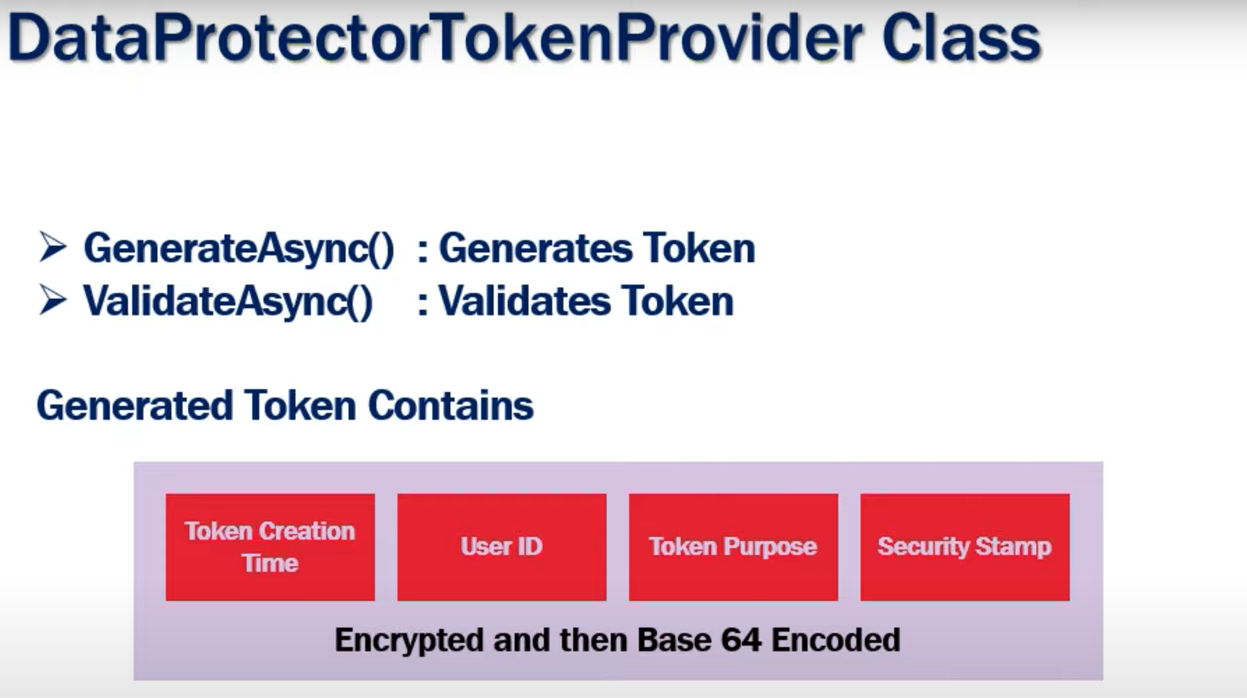 DataProtectorTokenProvider Class
➢ GenerateAsync() : Generates Token
➢ ValidateAsync() : Validates Token
Generated Token Contains
Token Creation
Time
User ID
Token Purpose
Security Stamp
Encrypted and then Base 64 Encoded